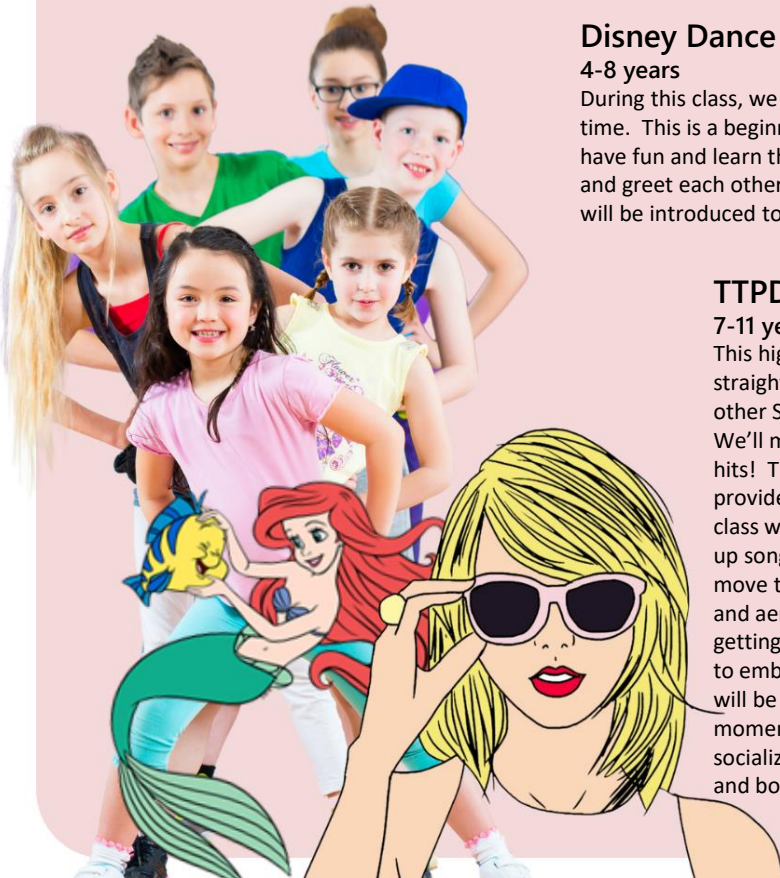 Disney Dance
4-8 years
During this class, we
time. This is a beginn
have fun and learn th
and greet each other
will be introduced to
TTPD
7-11 ye
This hig
straigh
other S
We'll m
hits! T
provide
class w
up song
move t
and ae
getting
to emb
will be
momen
socializ
and bo